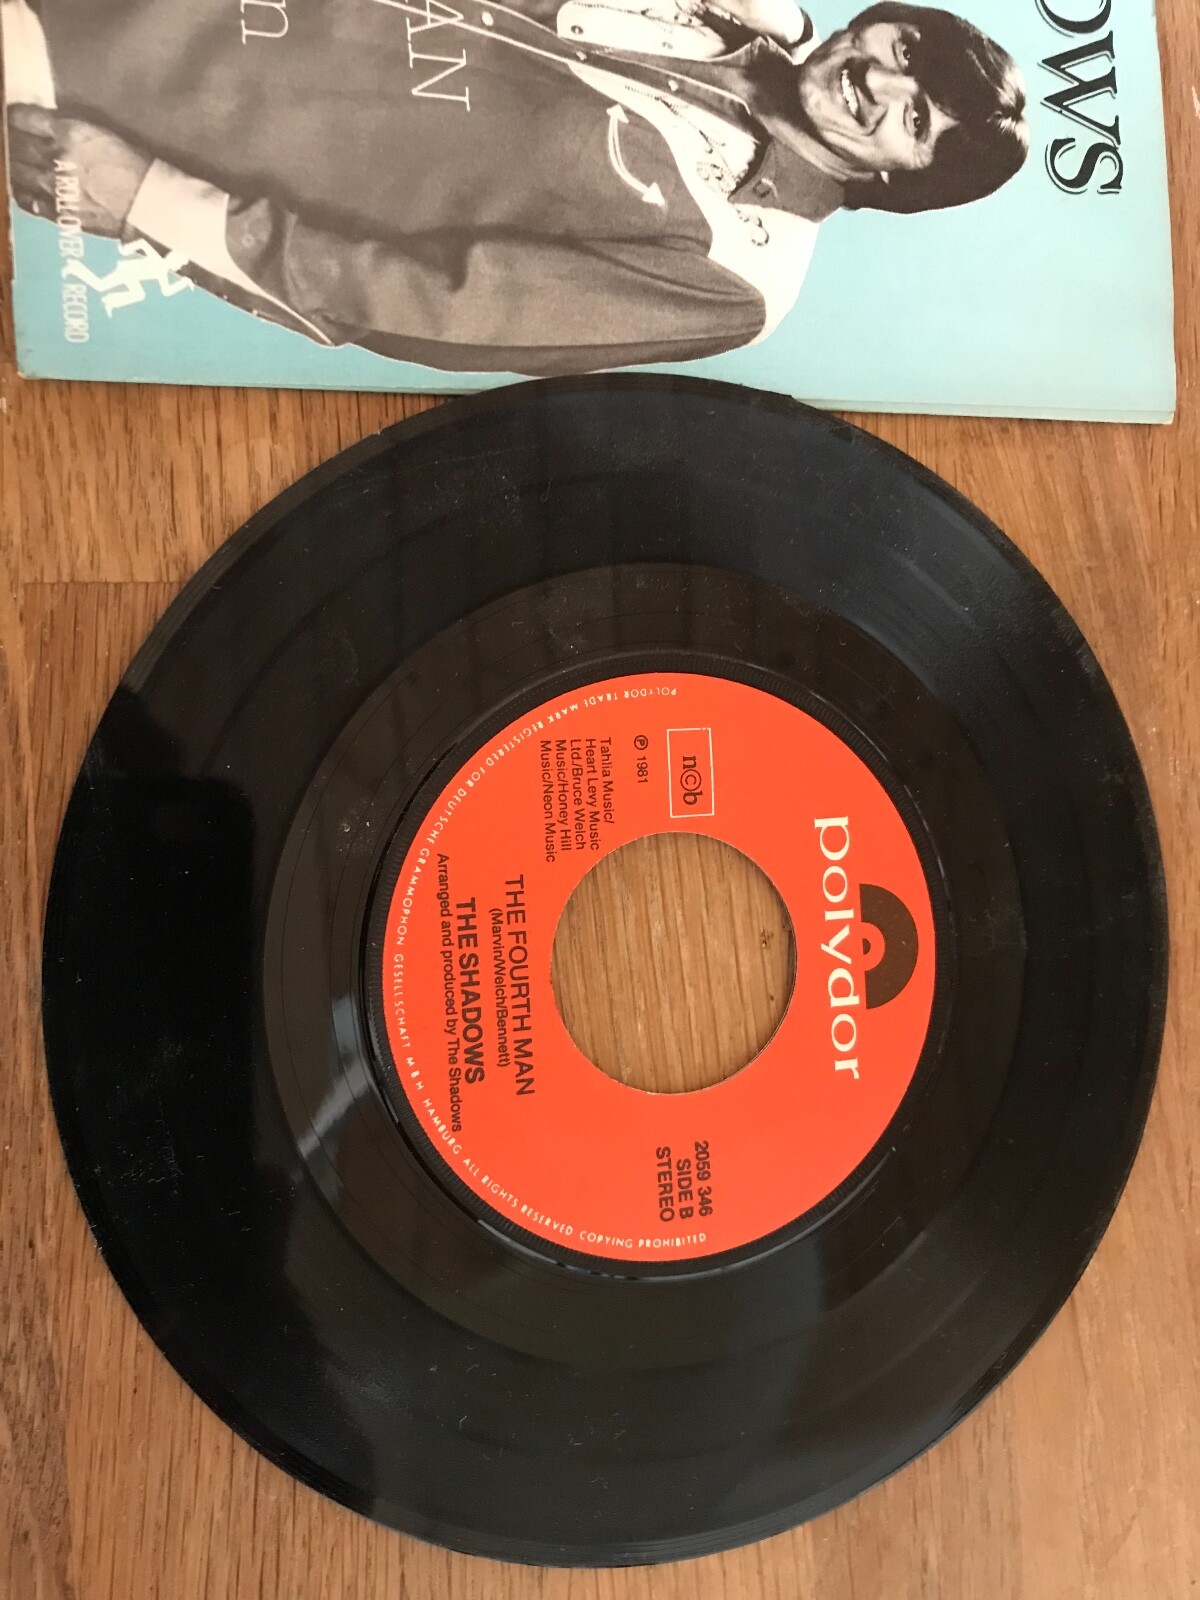 OWS
AN
n
A ROLLOVER RECORD
polydor
n©b
℗ 1981
Tahlia Music/
Heart Levy Music
Ltd./Bruce Welch
Music/Honey Hill
Music/Neon Music
2059 346
SIDE B
STEREO
THE FOURTH MAN
(Marvin/Welch/Bennett)
THE SHADOWS
Arranged and produced by The Shadows
POLYDOR TRADE MARK REGISTERED FOR DEUTSCHE GRAMMOPHON GESELLSCHAFT M B H HAMBURG ALL RIGHTS RESERVED COPYING PROHIBITED